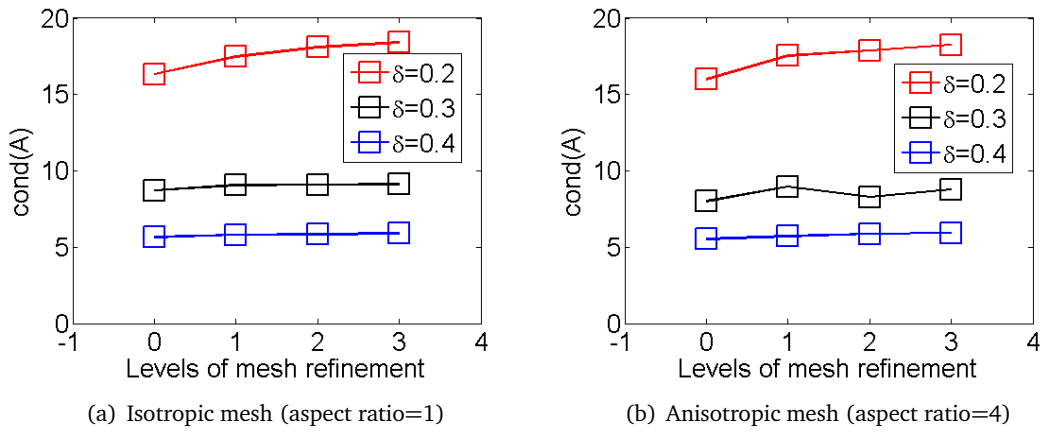 20
15
10
5
0
cond(A)
δ=0.2
δ=0.3
δ=0.4
-1 0 1 2 3 4
Levels of mesh refinement
(a) Isotropic mesh (aspect ratio=1)
20
15
10
5
0
cond(A)
δ=0.2
δ=0.3
δ=0.4
-1 0 1 2 3 4
Levels of mesh refinement
(b) Anisotropic mesh (aspect ratio=4)